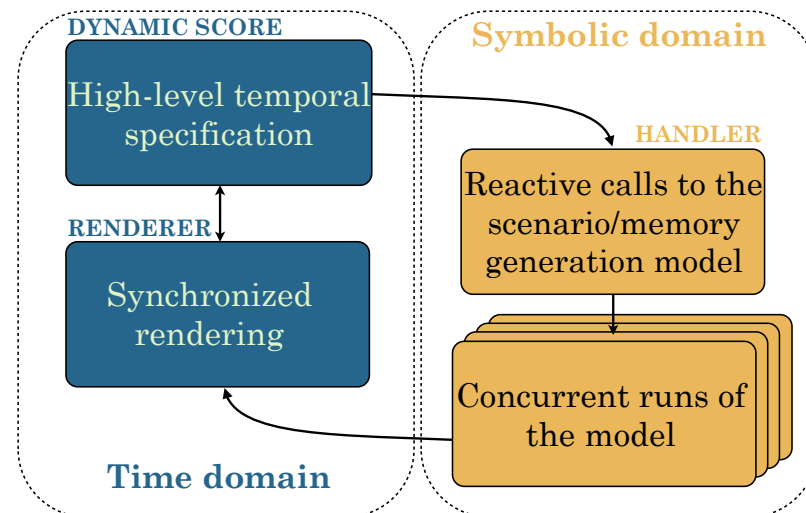 DYNAMIC SCORE
High-level temporal
specification
RENDERER
Synchronized
rendering
Time domain
Symbolic domain
HANDLER
Reactive calls to the
scenario/memory
generation model
Concurrent runs of
the model